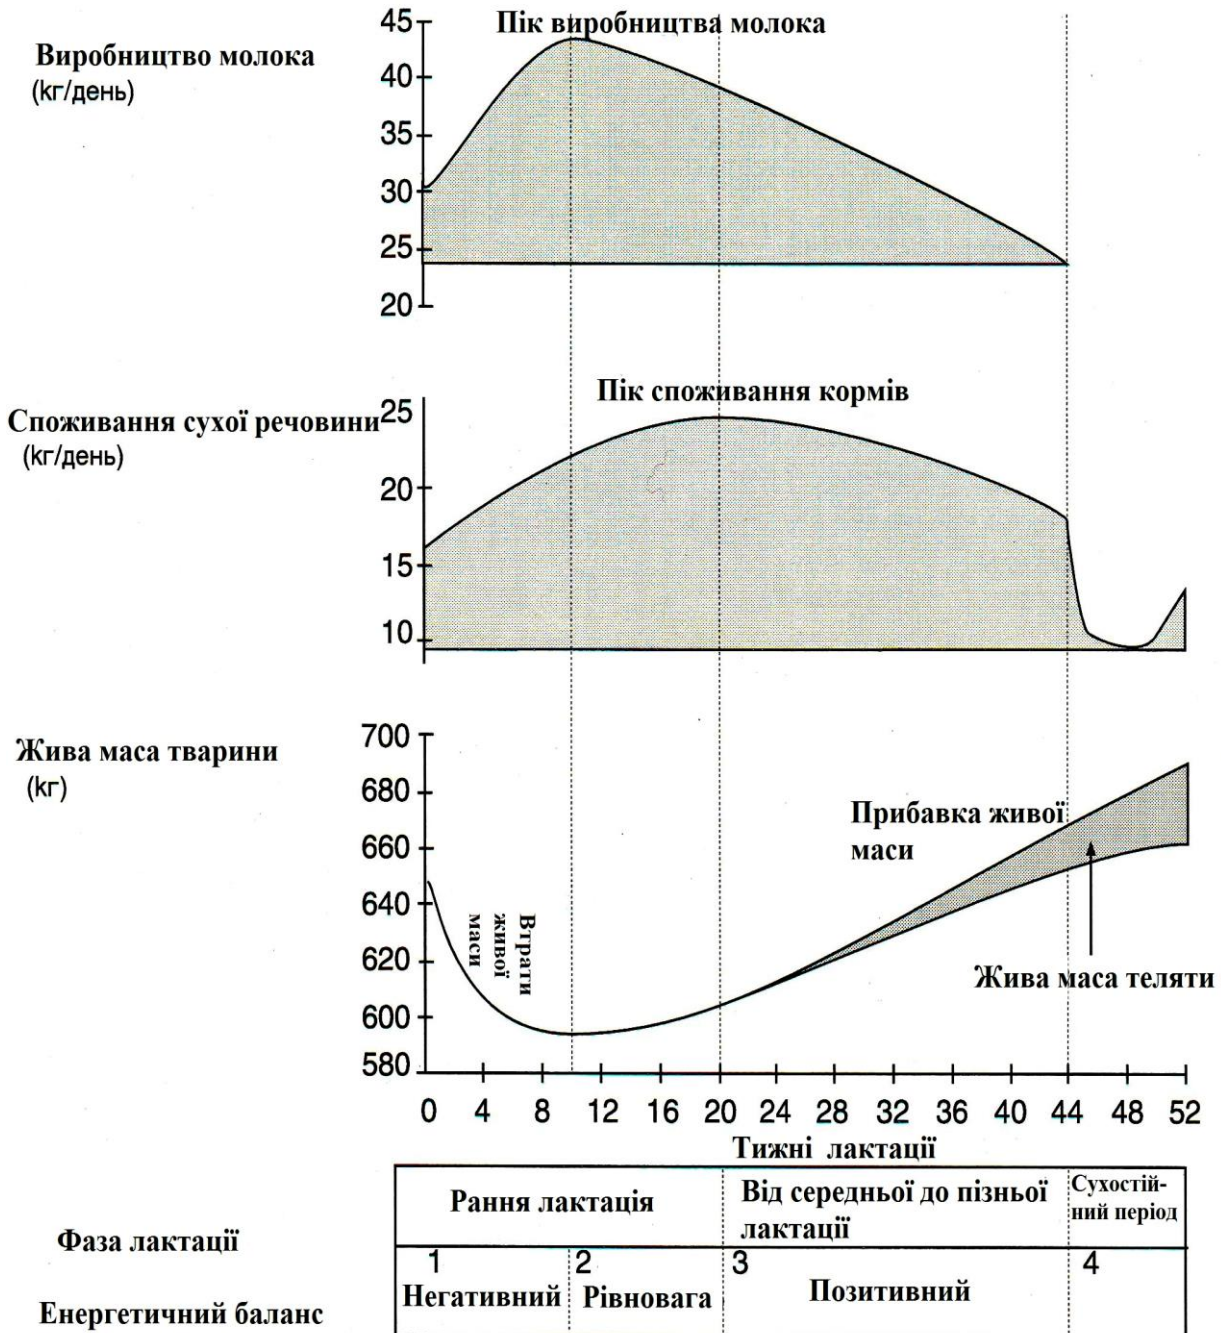 Виробництво молока
(кг/день)
Пік виробництва молока
45
40
35
30
25
20
Споживання сухої речовини
(кг/день)
Пік споживання кормів
25
20
15
10
Жива маса тварини
(кг)
700
680
660
640
620
600
580
Втрати
живої
маси
Прибавка живої
маси
Жива маса теляти
0 4 8 12 16 20 24 28 32 36 40 44 48 52
Тижні лактації
Фаза лактації
Рання лактація
Від середньої до пізньої
лактації
Сухостій-
ний період
1 2 3 4
Енергетичний баланс
Негативний Рівновага Позитивний